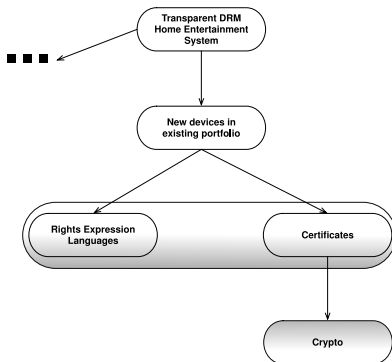 Transparent DRM
Home Entertainment
System
New devices in
existing portfolio
Rights Expression
Languages
Certificates
Crypto